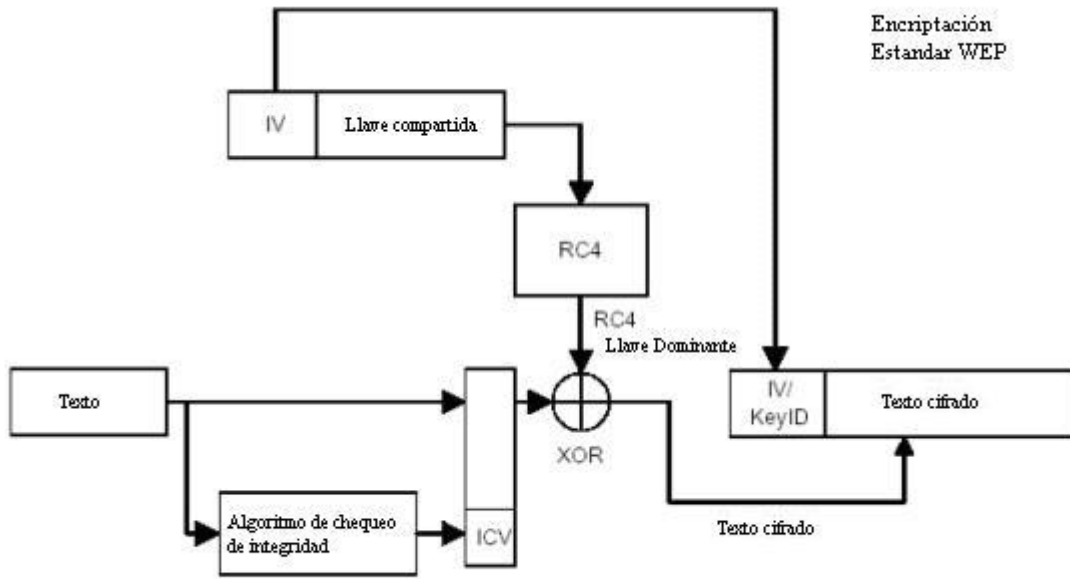 Encriptación
Estandar WEP
IV
Llave compartida
RC4
RC4
Llave Dominante
Texto
IV/
KeyID
Texto cifrado
XOR
Algoritmo de chequeo
de integridad
ICV
Texto cifrado